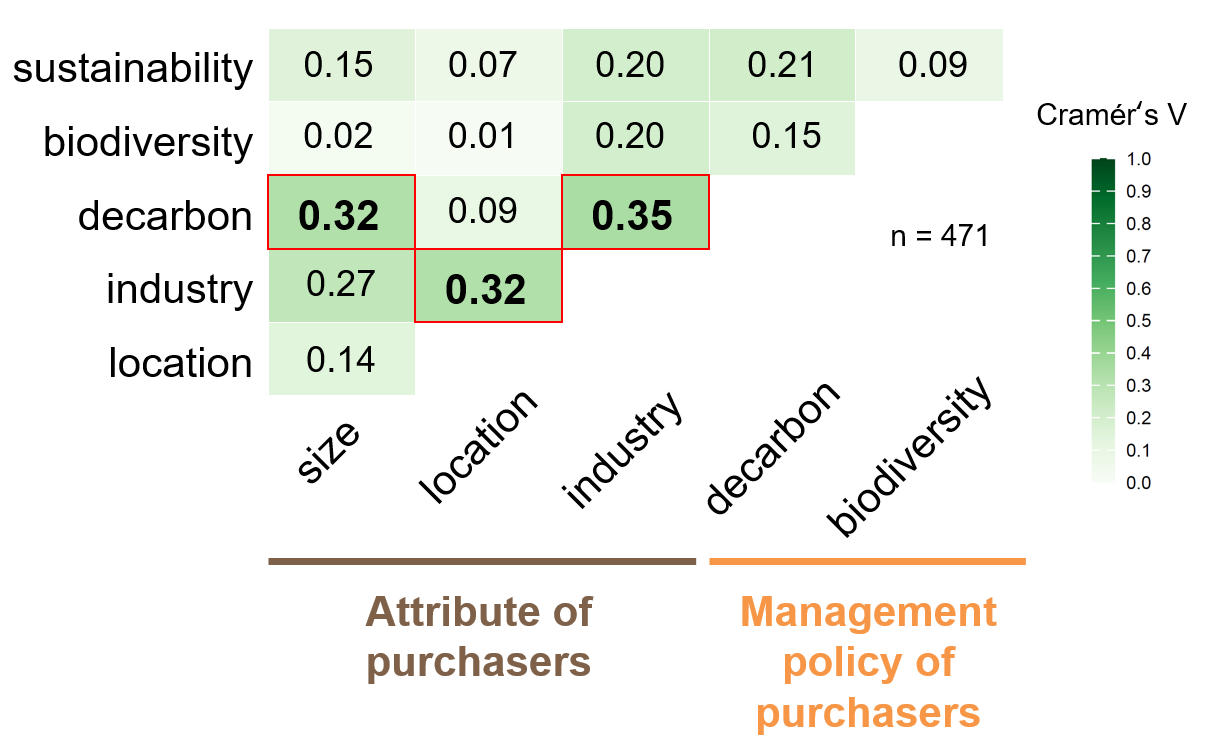 sustainability 0.15 0.07 0.20 0.21 0.09
biodiversity 0.02 0.01 0.20 0.15
decarbon 0.32 0.09 0.35
industry 0.27 0.32
location 0.14
size location industry decarbon biodiversity
Attribute of
purchasers
Management
policy of
purchasers
n = 471
Cramér‘s V
1.0
0.9
0.8
0.7
0.6
0.5
0.4
0.3
0.2
0.1
0.0